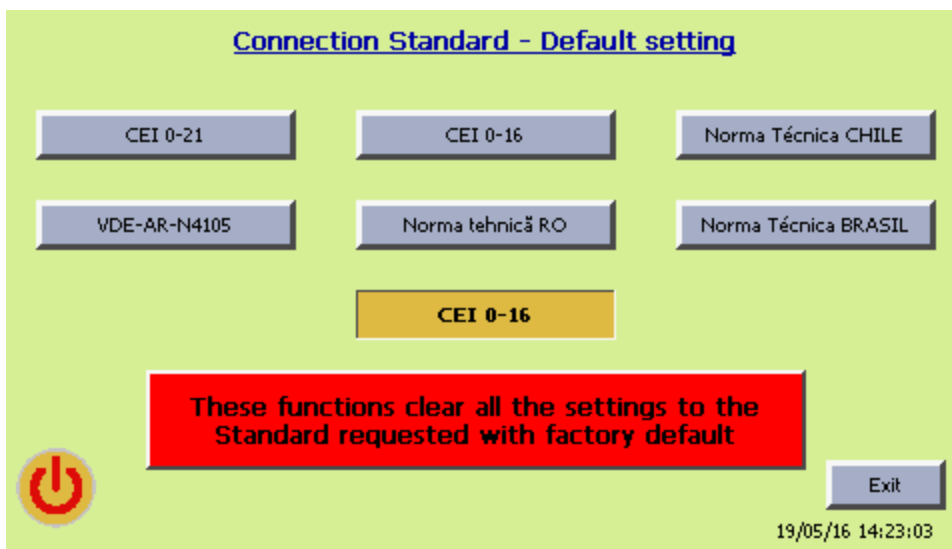 Connection Standard - Default setting
CEI 0-21
CEI 0-16
Norma Técnica CHILE
VDE-AR-N4105
Norma tehnică RO
Norma Técnica BRASIL
CEI 0-16
These functions clear all the settings to the
Standard requested with factory default
Exit
19/05/16 14:23:03